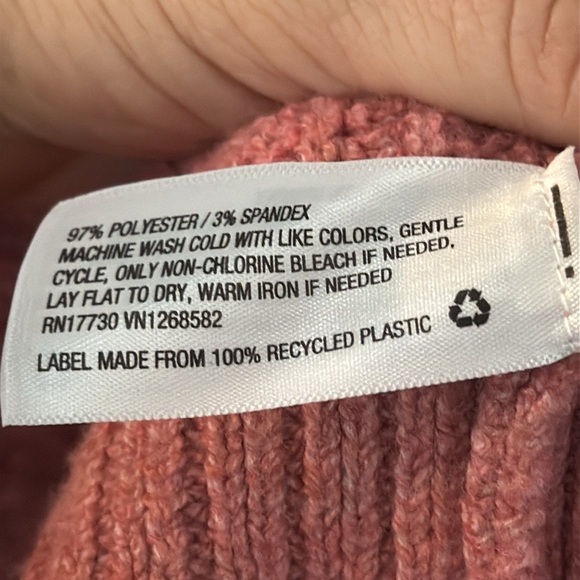 97% POLYESTER / 3% SPANDEX
MACHINE WASH COLD WITH LIKE COLORS, GENTLE
CYCLE, ONLY NON-CHLORINE BLEACH IF NEEDED.
LAY FLAT TO DRY, WARM IRON IF NEEDED
RN17730 VN1268582
LABEL MADE FROM 100% RECYCLED PLASTIC